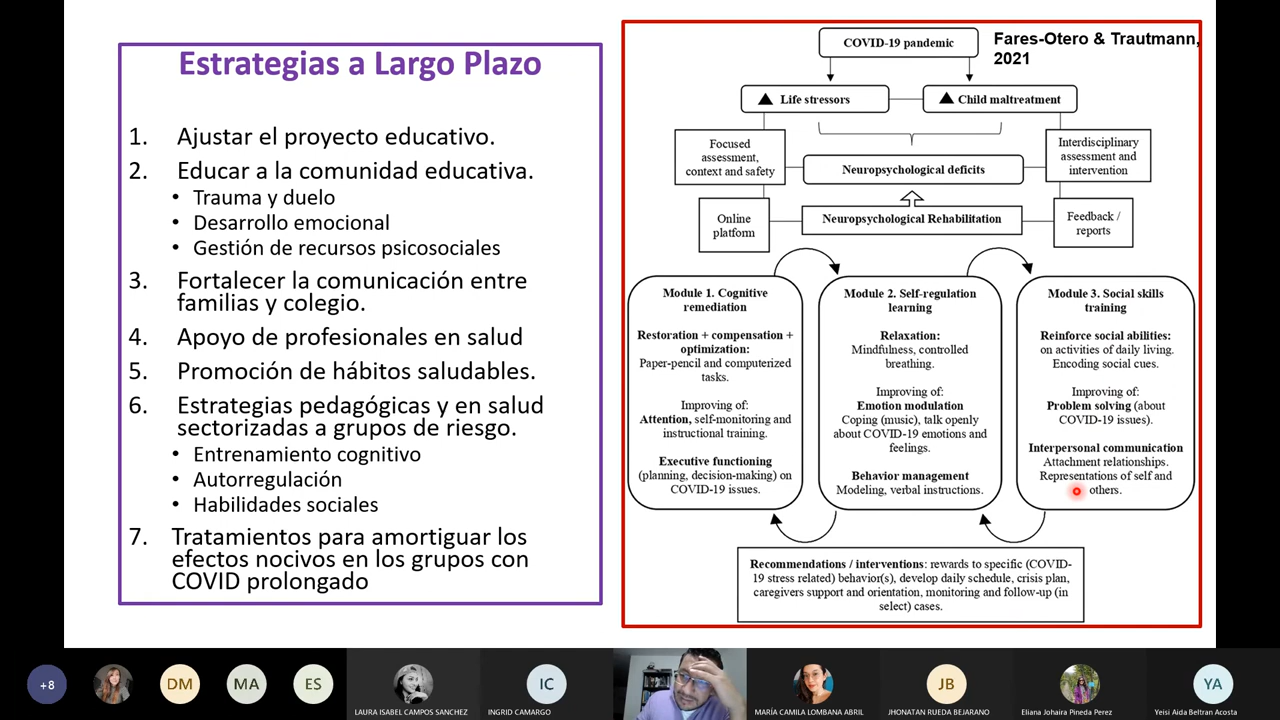 Estrategias a Largo Plazo
1. Ajustar el proyecto educativo.
2. Educar a la comunidad educativa.
• Trauma y duelo
• Desarrollo emocional
• Gestión de recursos psicosociales
3. Fortalecer la comunicación entre
familias y colegio.
4. Apoyo de profesionales en salud
5. Promoción de hábitos saludables.
6. Estrategias pedagógicas y en salud
sectorizadas a grupos de riesgo.
• Entrenamiento cognitivo
• Autorregulación
• Habilidades sociales
7. Tratamientos para amortiguar los
efectos nocivos en los grupos con
COVID prolongado
Fares-Otero & Trautmann,
2021
COVID-19 pandemic
Life stressors
Child maltreatment
Focused
assessment,
context and safety
Neuropsychological deficits
Interdisciplinary
assessment and
intervention
Online
platform
Neuropsychological Rehabilitation
Feedback /
reports
Module 1. Cognitive
remediation
Restoration + compensation +
optimization:
Paper-pencil and computerized
tasks.
Improving of:
Attention, self-monitoring and
instructional training.
Executive functioning
(planning, decision-making) on
COVID-19 issues.
Module 2. Self-regulation
learning
Relaxation:
Mindfulness, controlled
breathing.
Improving of:
Emotion modulation
Coping (music), talk openly
about COVID-19 emotions and
feelings.
Behavior management
Modeling, verbal instructions.
Module 3. Social skills
training
Reinforce social abilities:
on activities of daily living.
Encoding social cues.
Improving of:
Problem solving (about
COVID-19 issues).
Interpersonal communication
Attachment relationships.
Representations of self and
others.
Recommendations / interventions: rewards to specific (COVID-
19 stress related) behavior(s), develop daily schedule, crisis plan,
caregivers support and orientation, monitoring and follow-up (in
select) cases.
+8
DM
MA
ES
LAURA ISABEL CAMPOS SANCHEZ
IC
INGRID CAMARGO
MARÍA CAMILA LOMBANA ABRIL
JB
JHONATAN RUEDA BEJARANO
Eliana Johaira Pineda Perez
YA
Yeisi Aida Beltran Acosta